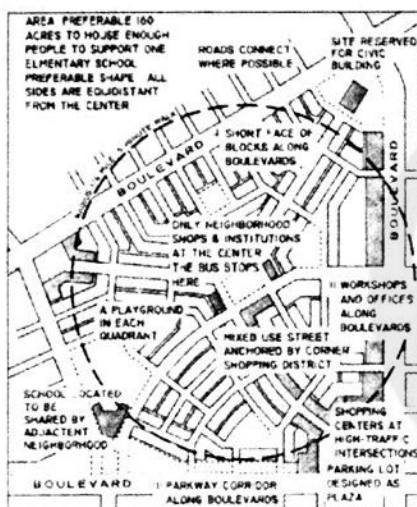 AREA PREFERABLE 160
ACRES TO HOUSE ENOUGH
PEOPLE TO SUPPORT ONE
ELMENTARY SCHOOL
PREFERABLE SHAPE ALL
SIDES ARE EQUIDISTANT
FROM THE CENTER
ROADS CONNECT
WHERE POSSIBLE
SITE RESERVED
FOR CIVIC
BUILDING
MINUTE WALK
BOULEVARD
SHORT FACE OF
BLOCKS ALONG
BOULEVARDS
BOULEVARD
ONLY NEIGHBORHOOD
SHOPS & INSTITUTIONS
AT THE CENTER
THE BUS STOPS
HERE
WORKSHOPS
AND OFFICES
ALONG
BOULEVARDS
A PLAYGROUND
IN EACH
QUADRANT
MIXED USE STREET
ANCHORED BY CORNER
SHOPPING DISTRICT
SCHOOL LOCATED
TO BE
SHARED BY
ADJACTENT
NEIGHBORHOOD
SHOPPING
CENTERS AT
HIGH-TRAFFIC
INTERSECTIONS
PARKING LOT
DESIGNED AS
PLAZA
BOULEVARD
PARKWAY CORRIDOR
ALONG BOULEVARDS